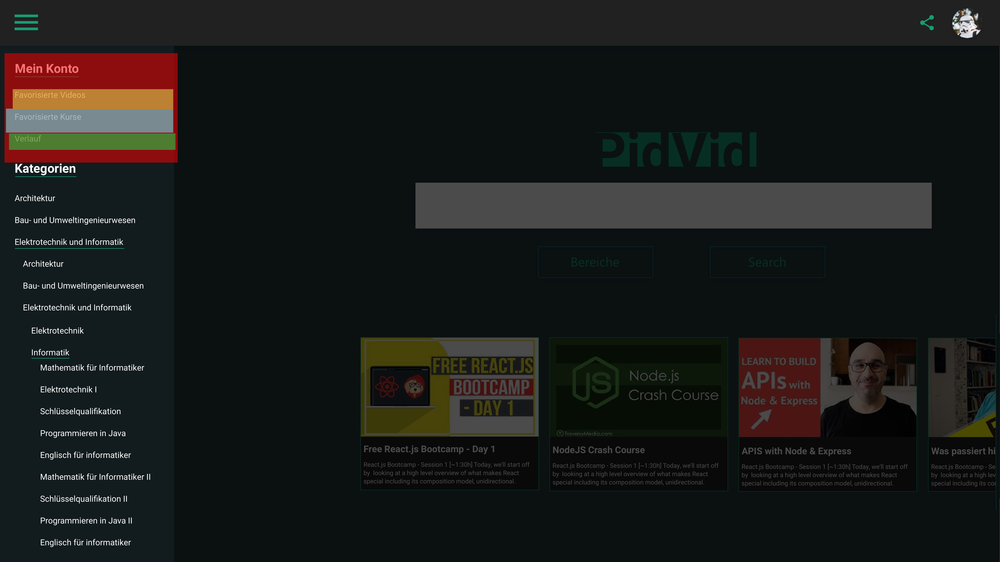 Mein Konto
Favorisierte Videos
Favorisierte Kurse
Verlauf
Kategorien
Architektur
Bau- und Umweltingenieurwesen
Elektrotechnik und Informatik
Architektur
Bau- und Umweltingenieurwesen
Elektrotechnik und Informatik
Elektrotechnik
Informatik
Mathematik für Informatiker
Elektrotechnik I
Schlüsselqualifikation
Programmieren in Java
Englisch für informatiker
Mathematik für Informatiker II
Schlüsselqualifikation II
Programmieren in Java II
Englisch für informatiker
PidVid
Bereiche
Search
FREE REACT.JS
BOOTCAMP
- DAY 1
Free React.js Bootcamp - Day 1
React.js Bootcamp - Session 1 [~1:30h] Today, we'll start off
by looking at a high level overview of what makes React
special including its composition model, unidirectional.
JS
Node.js
Crash Course
TraversyMedia.com
NodeJS Crash Course
React.js Bootcamp - Session 1 [~1:30h] Today, we'll start off
by looking at a high level overview of what makes React
special including its composition model, unidirectional.
LEARN TO BUILD
APIs with
Node & Express
APIS with Node & Express
React.js Bootcamp - Session 1 [~1:30h] Today, we'll start off
by looking at a high level overview of what makes React
special including its composition model, unidirectional.
Was passiert hi
React.js Bootcamp - Se
by looking at a high lev
special including its co